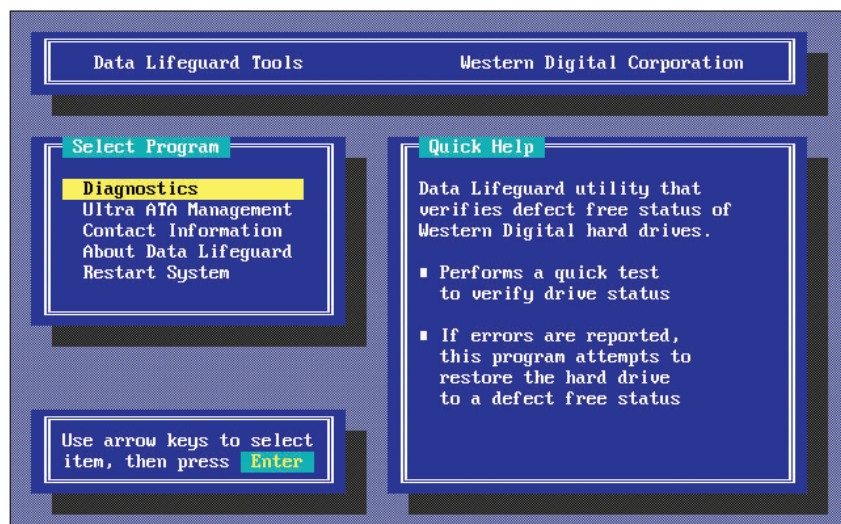 Data Lifeguard Tools Western Digital Corporation
Select Program
Diagnostics
Ultra ATA Management
Contact Information
About Data Lifeguard
Restart System
Use arrow keys to select
item, then press Enter
Quick Help
Data Lifeguard utility that
verifies defect free status of
Western Digital hard drives.
Performs a quick test
to verify drive status
If errors are reported,
this program attempts to
restore the hard drive
to a defect free status